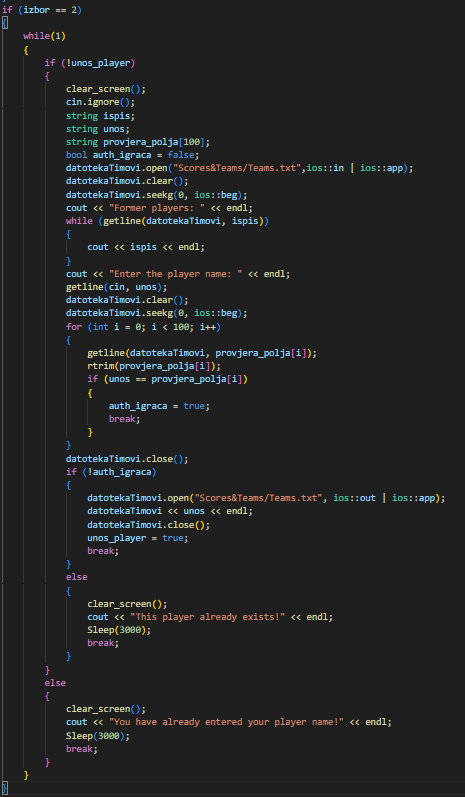 if (izbor == 2)
{
    while(1)
    {
        if (!unos_player)
        {
            clear_screen();
            cin.ignore();
            string ispis;
            string unos;
            string provjera_polja[100];
            bool auth_igraca = false;
            datotekaTimovi.open("Scores&Teams/Teams.txt",ios::in | ios::app);
            datotekaTimovi.clear();
            datotekaTimovi.seekg(0, ios::beg);
            cout << "Former players: " << endl;
            while (getline(datotekaTimovi, ispis))
            {
                cout << ispis << endl;
            }
            cout << "Enter the player name: " << endl;
            getline(cin, unos);
            datotekaTimovi.clear();
            datotekaTimovi.seekg(0, ios::beg);
            for (int i = 0; i < 100; i++)
            {
                getline(datotekaTimovi, provjera_polja[i]);
                rtrim(provjera_polja[i]);
                if (unos == provjera_polja[i])
                {
                    auth_igraca = true;
                    break;
                }
            }
            datotekaTimovi.close();
            if (!auth_igraca)
            {
                datotekaTimovi.open("Scores&Teams/Teams.txt", ios::out | ios::app);
                datotekaTimovi << unos << endl;
                datotekaTimovi.close();
                unos_player = true;
                break;
            }
            else
            {
                clear_screen();
                cout << "This player already exists!" << endl;
                Sleep(3000);
                break;
            }
        }
        else
        {
            clear_screen();
            cout << "You have already entered your player name!" << endl;
            Sleep(3000);
            break;
        }
    }
}